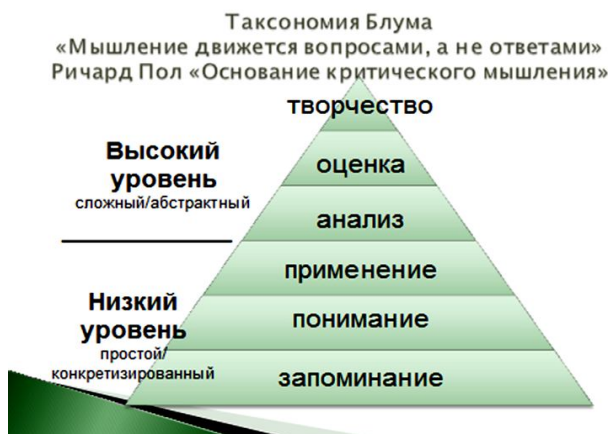 Таксономия Блума
«Мышление движется вопросами, а не ответами»
Ричард Пол «Основание критического мышления»
творчество
Высокий
уровень
сложный/абстрактный
оценка
анализ
применение
Низкий
уровень
простой/
конкретизированный
понимание
запоминание